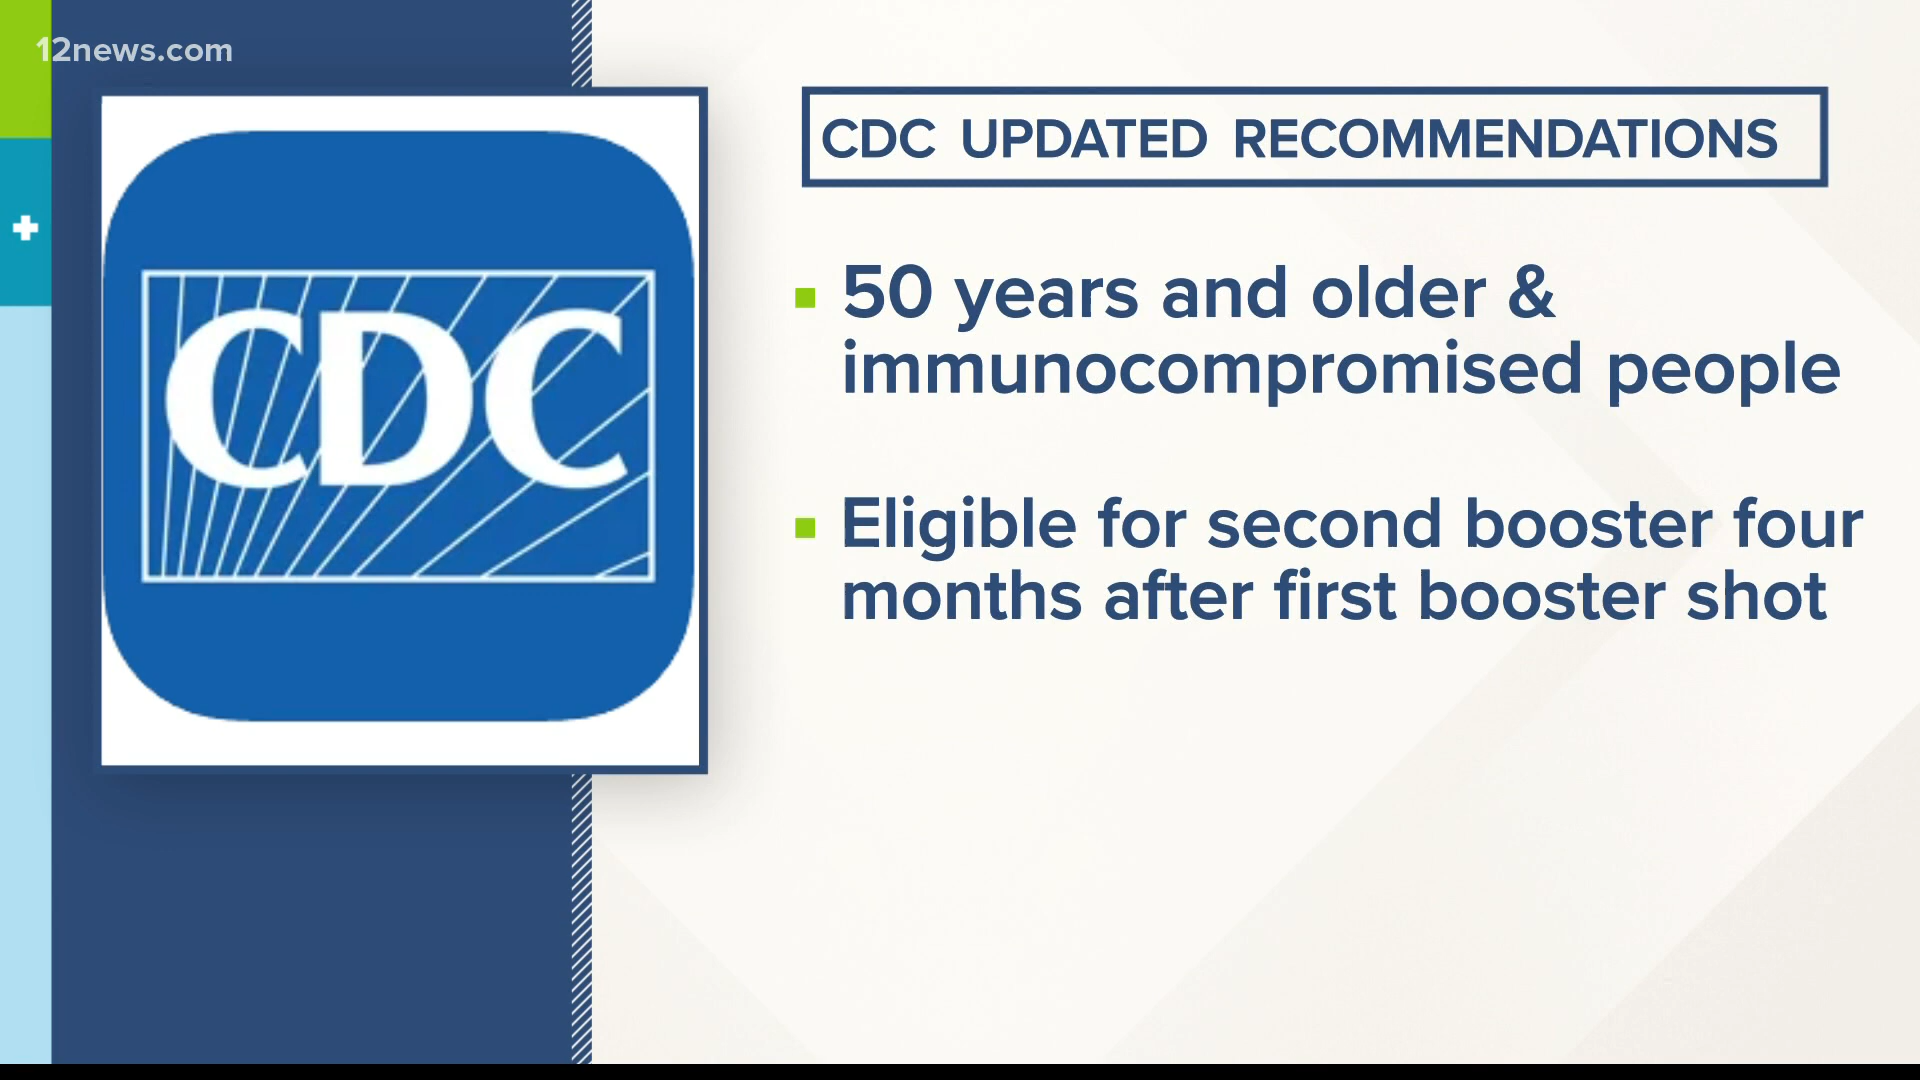 12news.com
CDC
CDC UPDATED RECOMMENDATIONS
50 years and older &
immunocompromised people
Eligible for second booster four
months after first booster shot